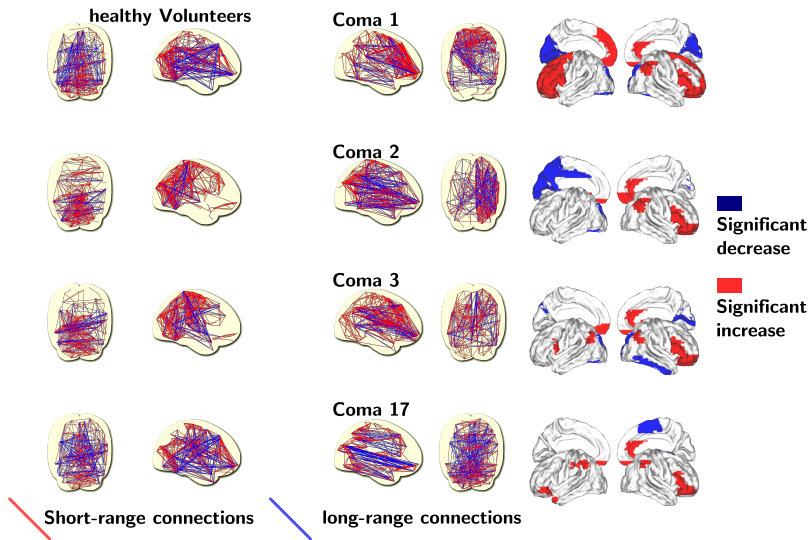 healthy Volunteers
Coma 1
Coma 2
Significant
decrease
Coma 3
Significant
increase
Coma 17
Short-range connections
long-range connections